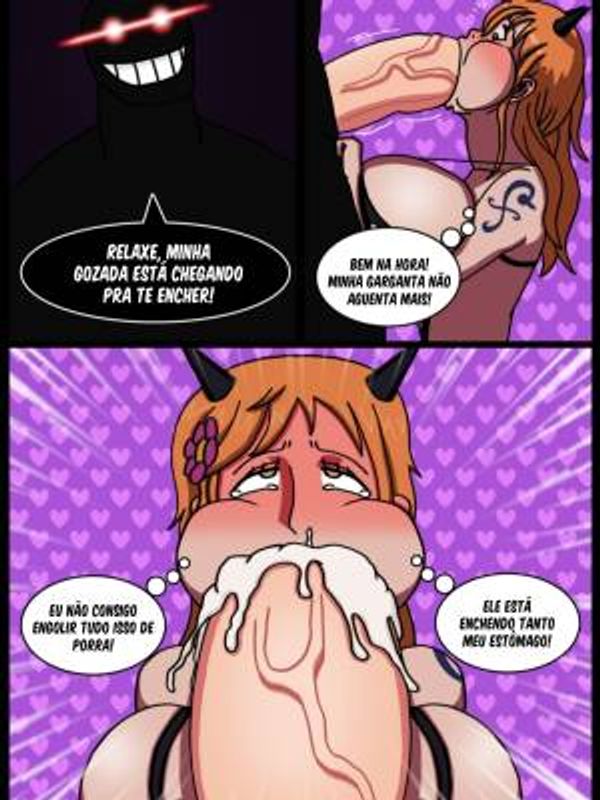 RELAXE, MINHA
GOZADA ESTÁ CHEGANDO
PRA TE ENCHER!
BEM NA HORA!
MINHA GARGANTA NÃO
AGUENTA MAIS!
EU NÃO CONSIGO
ENGOLIR TUDO ISSO DE
PORRA!
ELE ESTÁ
ENCHENDO TANTO
MEU ESTÔMAGO!